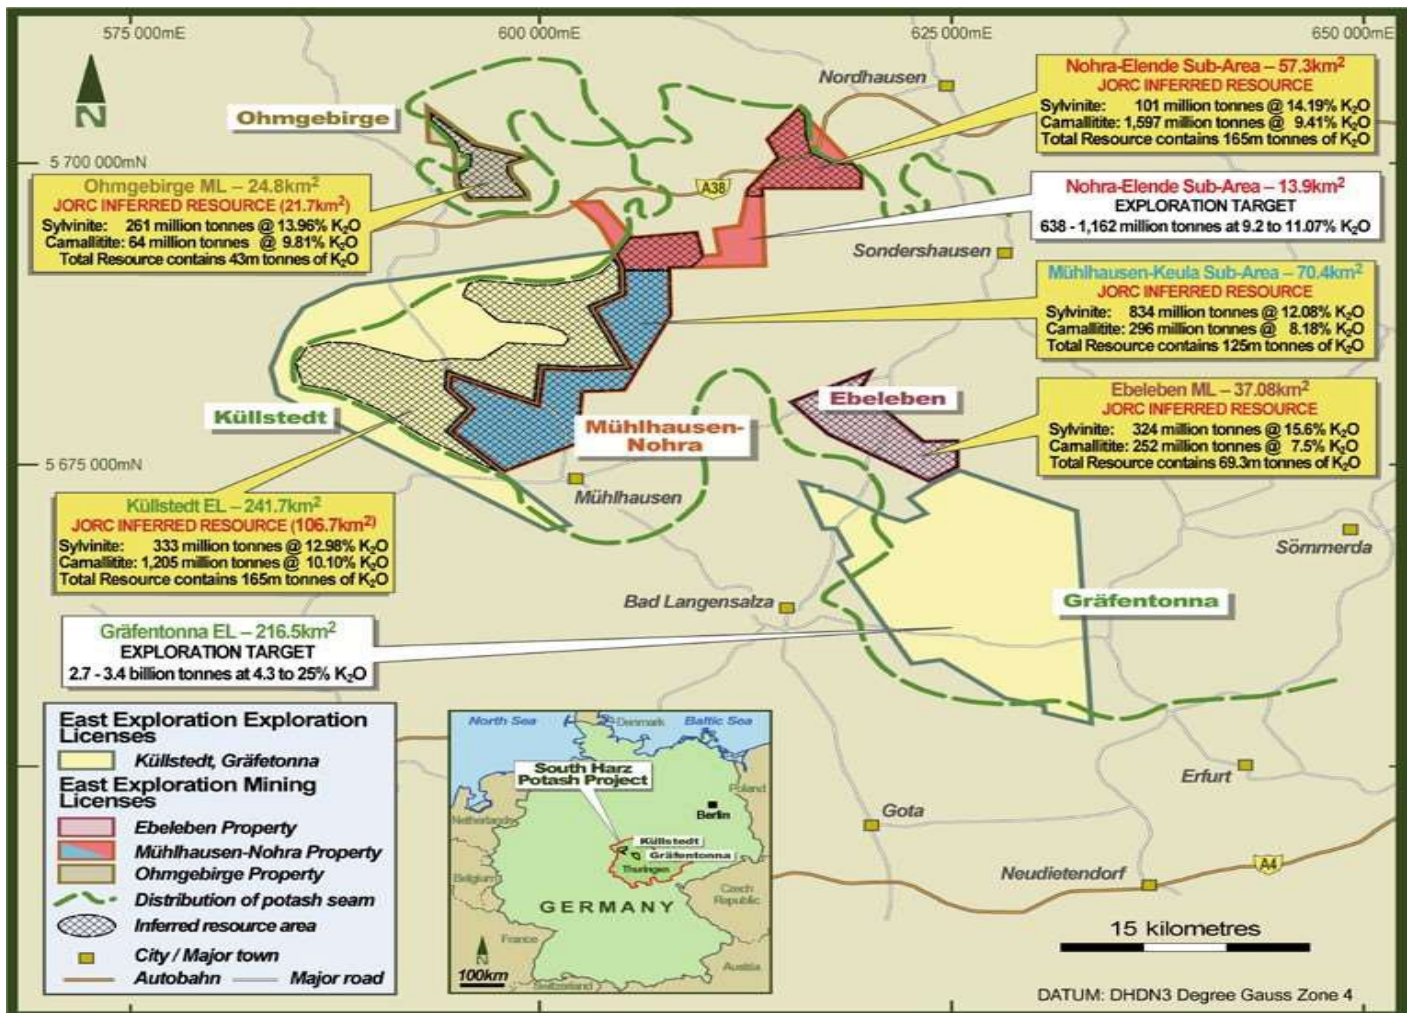 575 000mE
600 000mE
625 000mE
650 000mE
5 700 000mN
5 675 000mN
N
Nordhausen
Ohmgebirge
A38
Nohra-Elende Sub-Area – 57.3km²
JORC INFERRED RESOURCE
Sylvinite: 101 million tonnes @ 14.19% K₂O
Carnallitite: 1,597 million tonnes @ 9.41% K₂O
Total Resource contains 165m tonnes of K₂O
Ohmgebirge ML – 24.8km²
JORC INFERRED RESOURCE (21.7km²)
Sylvinite: 261 million tonnes @ 13.96% K₂O
Carnallitite: 64 million tonnes @ 9.81% K₂O
Total Resource contains 43m tonnes of K₂O
Nohra-Elende Sub-Area – 13.9km²
EXPLORATION TARGET
638 - 1,162 million tonnes at 9.2 to 11.07% K₂O
Sondershausen
Mühlhausen-Keula Sub-Area – 70.4km²
JORC INFERRED RESOURCE
Sylvinite: 834 million tonnes @ 12.08% K₂O
Carnallitite: 296 million tonnes @ 8.18% K₂O
Total Resource contains 125m tonnes of K₂O
Küllstedt
Mühlhausen-
Nohra
Ebeleben
Ebeleben ML – 37.08km²
JORC INFERRED RESOURCE
Sylvinite: 324 million tonnes @ 15.6% K₂O
Carnallitite: 252 million tonnes @ 7.5% K₂O
Total Resource contains 69.3m tonnes of K₂O
Mühlhausen
Küllstedt EL – 241.7km²
JORC INFERRED RESOURCE (106.7km²)
Sylvinite: 333 million tonnes @ 12.98% K₂O
Carnallitite: 1,205 million tonnes @ 10.10% K₂O
Total Resource contains 165m tonnes of K₂O
Sömmerda
Bad Langensalza
Gräfentonna
Gräfentonna EL – 216.5km²
EXPLORATION TARGET
2.7 - 3.4 billion tonnes at 4.3 to 25% K₂O
East Exploration Exploration
Licenses
Küllstedt, Gräfetonna
East Exploration Mining
Licenses
Ebeleben Property
Mühlhausen-Nohra Property
Ohmgebirge Property
Distribution of potash seam
Inferred resource area
City / Major town
Autobahn
Major road
North Sea
Denmark
Baltic Sea
South Harz
Potash Project
Poland
Berlin
Netherlands
Küllstedt
Gräfentonna
Thuringen
Belgium
Czech
Republic
GERMANY
France
N
100km
Austria
Switzerland
Erfurt
Gota
Neudietendorf
A4
15 kilometres
DATUM: DHDN3 Degree Gauss Zone 4